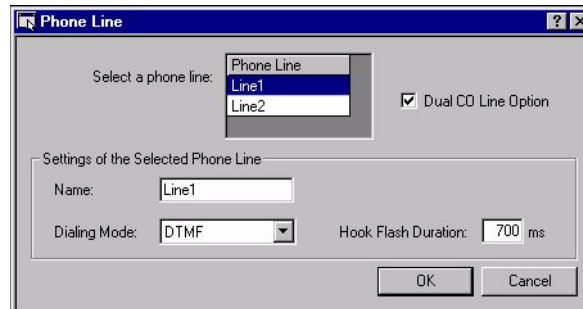 Phone Line
Select a phone line:
Phone Line
Line1
Line2
Dual CO Line Option
Settings of the Selected Phone Line
Name: Line1
Dialing Mode: DTMF
Hook Flash Duration: 700 ms
OK
Cancel